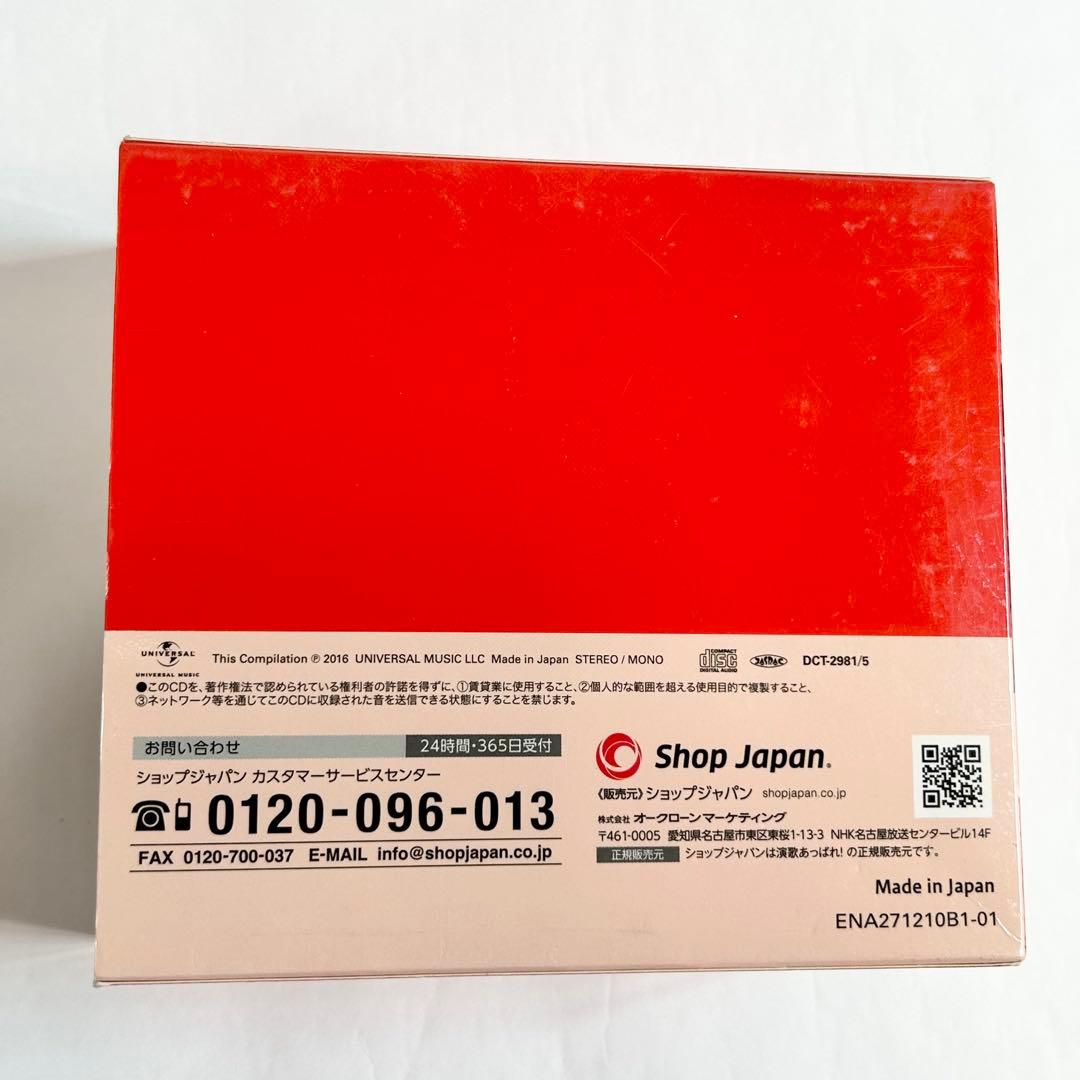 UNIVERSAL
UNIVERSAL MUSIC
This Compilation ℗ 2016 UNIVERSAL MUSIC LLC Made in Japan STEREO / MONO
COMPACT
disc
DIGITAL AUDIO
JASRAC
DCT-2981/5
●このCDを、著作権法で認められている権利者の許諾を得ずに、①賃貸業に使用すること、②個人的な範囲を超える使用目的で複製すること、
③ネットワーク等を通じてこのCDに収録された音を送信できる状態にすることを禁じます。
お問い合わせ 24時間・365日受付
ショップジャパン カスタマーサービスセンター
0120-096-013
FAX 0120-700-037 E-MAIL info@shopjapan.co.jp
Shop Japan®
《販売元》ショップジャパン shopjapan.co.jp
株式会社 オークローンマーケティング
〒461-0005 愛知県名古屋市東区東桜1-13-3 NHK名古屋放送センタービル14F
正規販売元 ショップジャパンは演歌あっぱれ!の正規販売元です。
Made in Japan
ENA271210B1-01